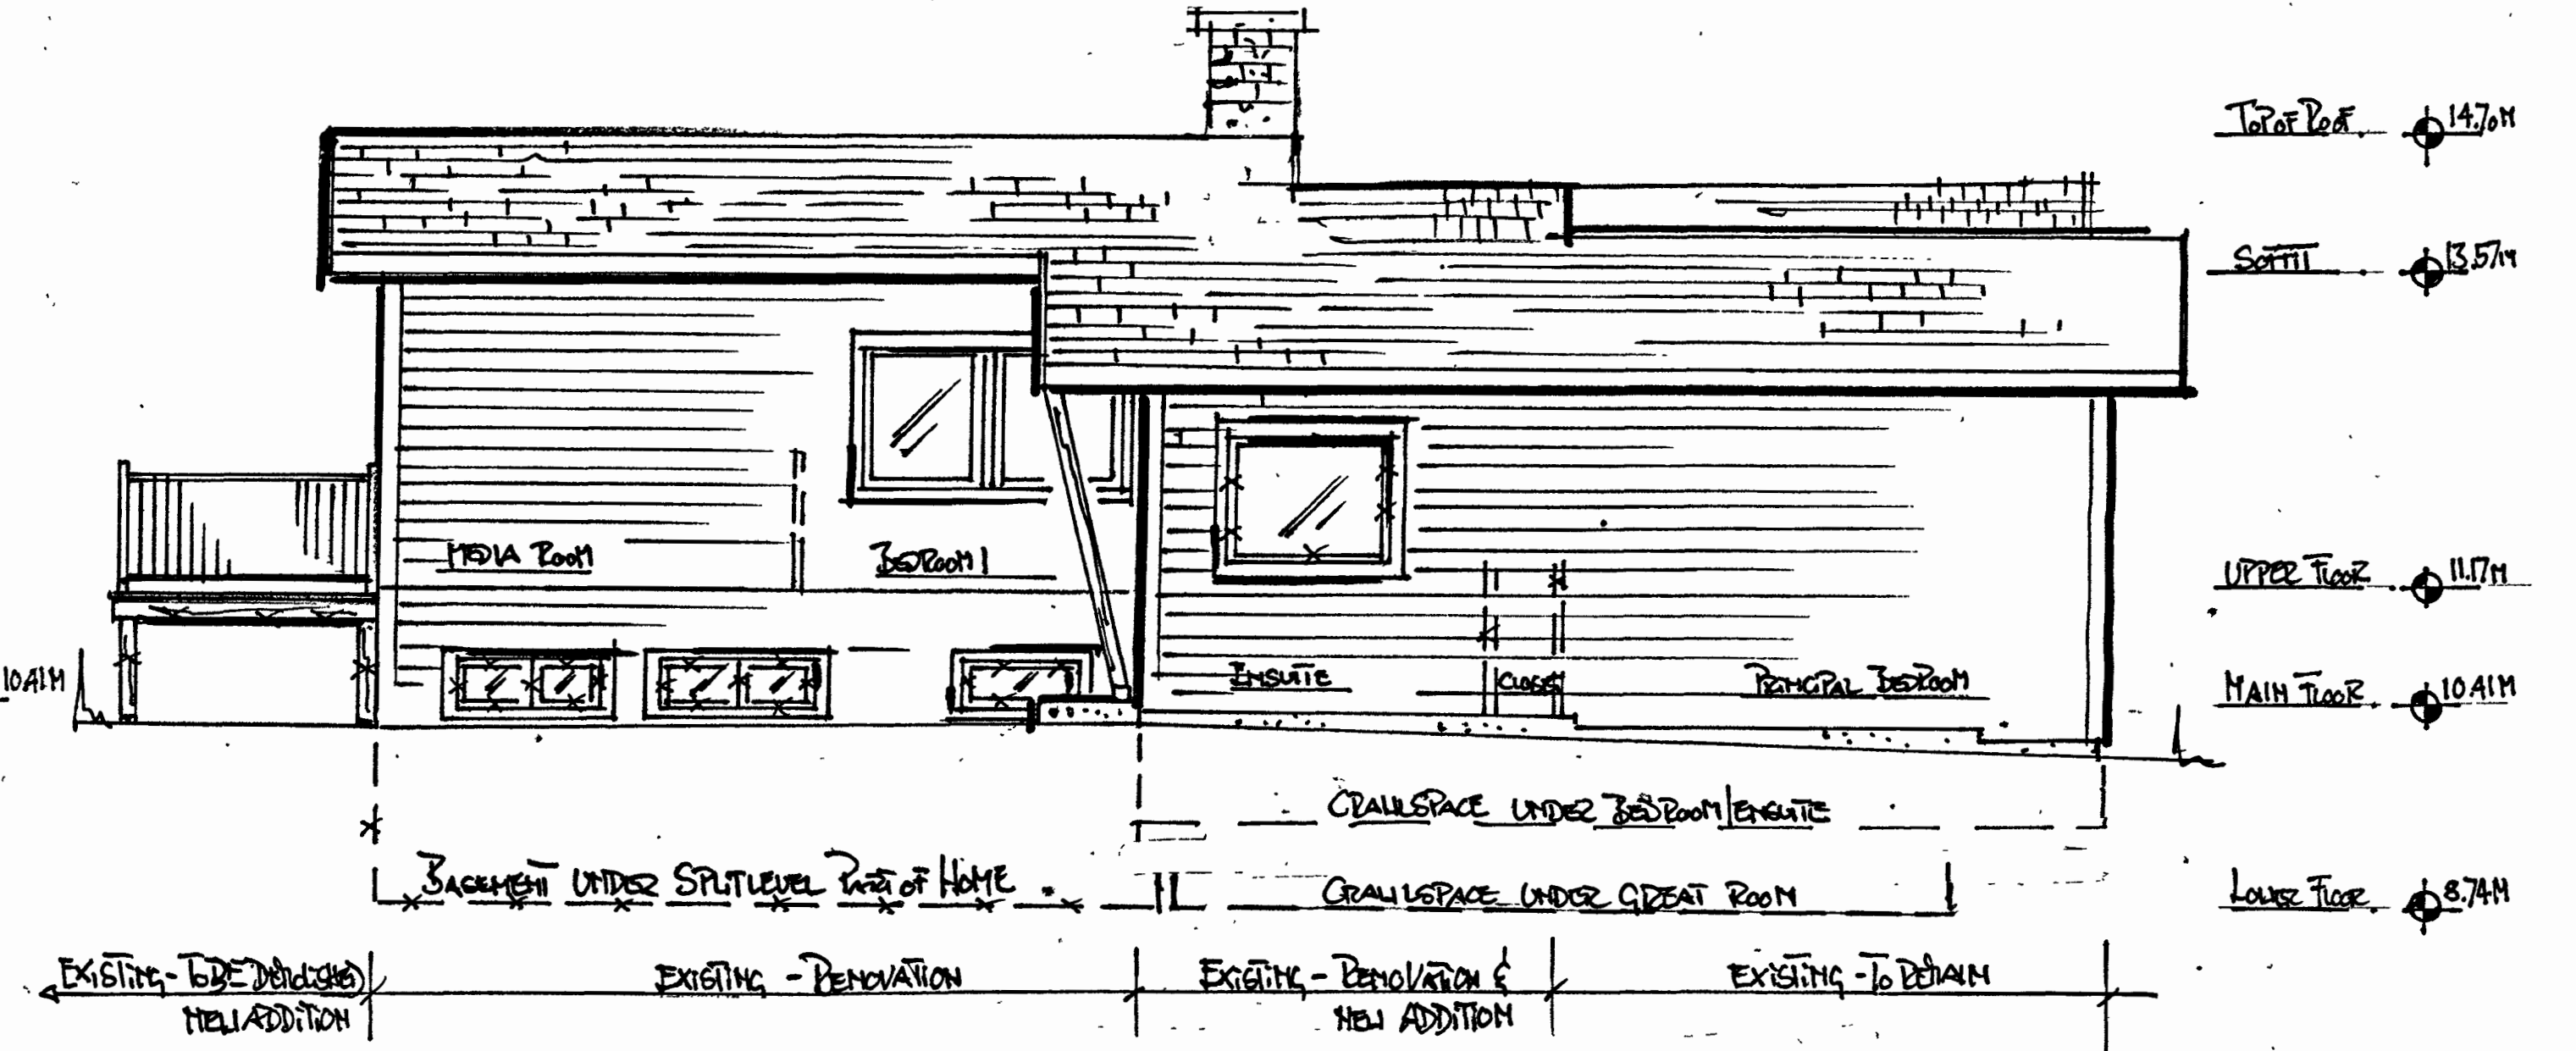 TOP OF ROOF 14.70M
SOFFIT 13.57M
MEDIA ROOM
BEDROOM 1
UPPER FLOOR 11.17M
10.41M
ENSUITE
CLOSET
PRINCIPAL BEDROOM
MAIN FLOOR 10.41M
CRAWLSPACE UNDER BEDROOM/ENSUITE
BASEMENT UNDER SPLITLEVEL PART OF HOME
CRAWLSPACE UNDER GREAT ROOM
LOWER FLOOR 8.74M
EXISTING - TO BE DEMOLISHED
NEW ADDITION
EXISTING - RENOVATION
EXISTING - RENOVATION &
NEW ADDITION
EXISTING - TO REMAIN